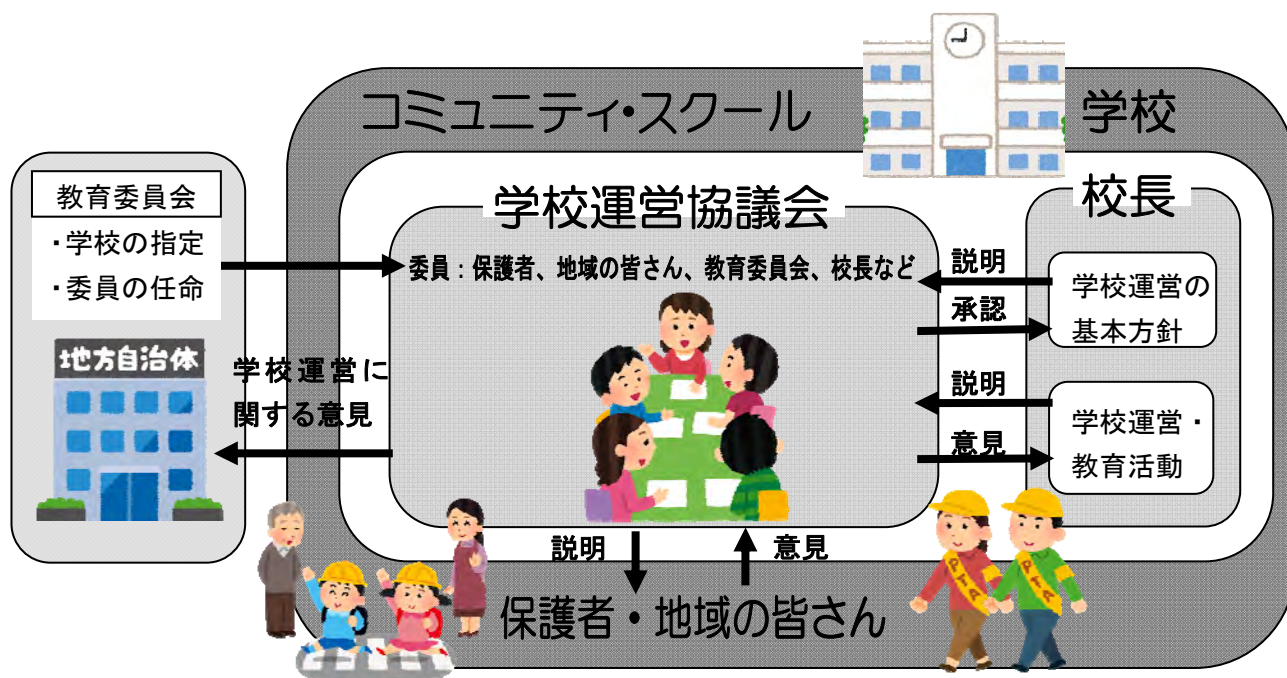 コミュニティ・スクール
学校
教育委員会
・学校の指定
・委員の任命
地方自治体
学校運営に
関する意見
学校運営協議会
委員：保護者、地域の皆さん、教育委員会、校長など
校長
説明
承認
学校運営の
基本方針
説明
意見
学校運営・
教育活動
説明
意見
保護者・地域の皆さん
PTA
PTA